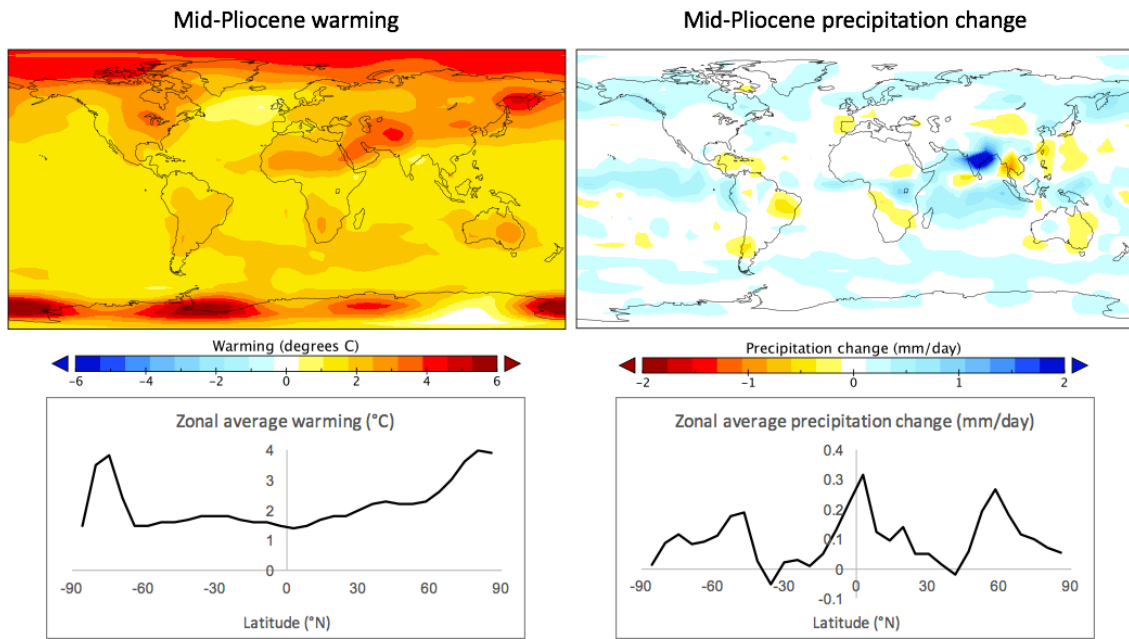 Mid-Pliocene warming
Mid-Pliocene precipitation change
Warming (degrees C)
-6 -4 -2 0 2 4 6
Precipitation change (mm/day)
-2 -1 0 1 2
Zonal average warming (°C)
4
3
2
1
0
-90 -60 -30 0 30 60 90
Latitude (°N)
Zonal average precipitation change (mm/day)
0.4
0.3
0.2
0.1
0
-0.1
-90 -60 -30 0 30 60 90
Latitude (°N)